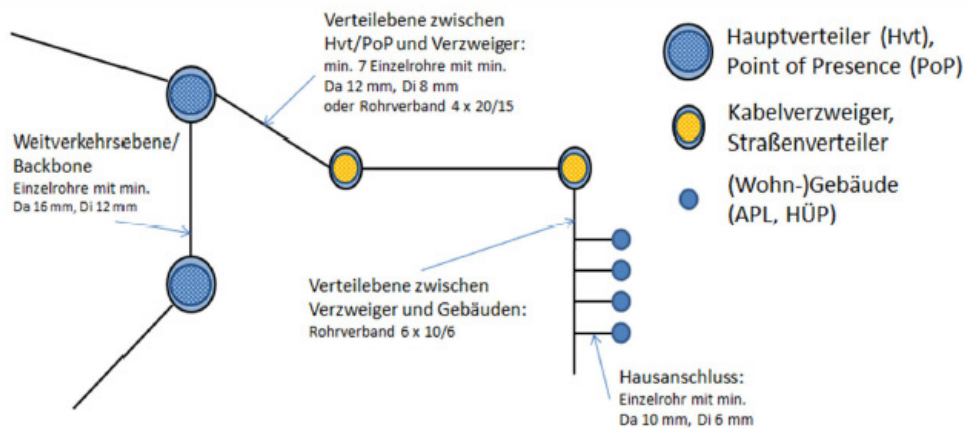 Verteilebene zwischen
Hvt/PoP und Verzweiger:
min. 7 Einzelrohre mit min.
Da 12 mm, Di 8 mm
oder Rohrverband 4 x 20/15
Weitverkehrsebene/
Backbone
Einzelrohre mit min.
Da 16 mm, Di 12 mm
Verteilebene zwischen
Verzweiger und Gebäuden:
Rohrverband 6 x 10/6
Hausanschluss:
Einzelrohr mit min.
Da 10 mm, Di 6 mm
Hauptverteiler (Hvt),
Point of Presence (PoP)
Kabelverzweiger,
Straßenverteiler
(Wohn-)Gebäude
(APL, HÜP)